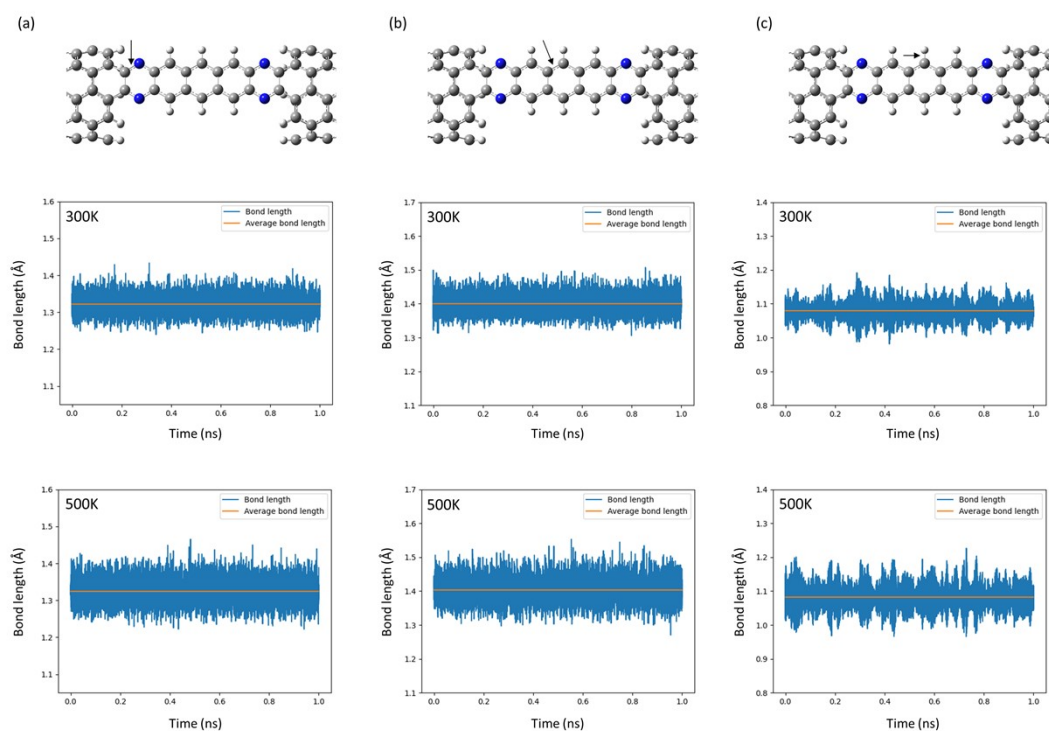 (a)
(b)
(c)
300K
Bond length
Average bond length
Bond length (Å)
1.6
1.5
1.4
1.3
1.2
1.1
0.0 0.2 0.4 0.6 0.8 1.0
Time (ns)
300K
Bond length
Average bond length
Bond length (Å)
1.7
1.6
1.5
1.4
1.3
1.2
1.1
0.0 0.2 0.4 0.6 0.8 1.0
Time (ns)
300K
Bond length
Average bond length
Bond length (Å)
1.4
1.3
1.2
1.1
1.0
0.9
0.8
0.0 0.2 0.4 0.6 0.8 1.0
Time (ns)
500K
Bond length
Average bond length
Bond length (Å)
1.6
1.5
1.4
1.3
1.2
1.1
0.0 0.2 0.4 0.6 0.8 1.0
Time (ns)
500K
Bond length
Average bond length
Bond length (Å)
1.7
1.6
1.5
1.4
1.3
1.2
1.1
0.0 0.2 0.4 0.6 0.8 1.0
Time (ns)
500K
Bond length
Average bond length
Bond length (Å)
1.4
1.3
1.2
1.1
1.0
0.9
0.8
0.0 0.2 0.4 0.6 0.8 1.0
Time (ns)